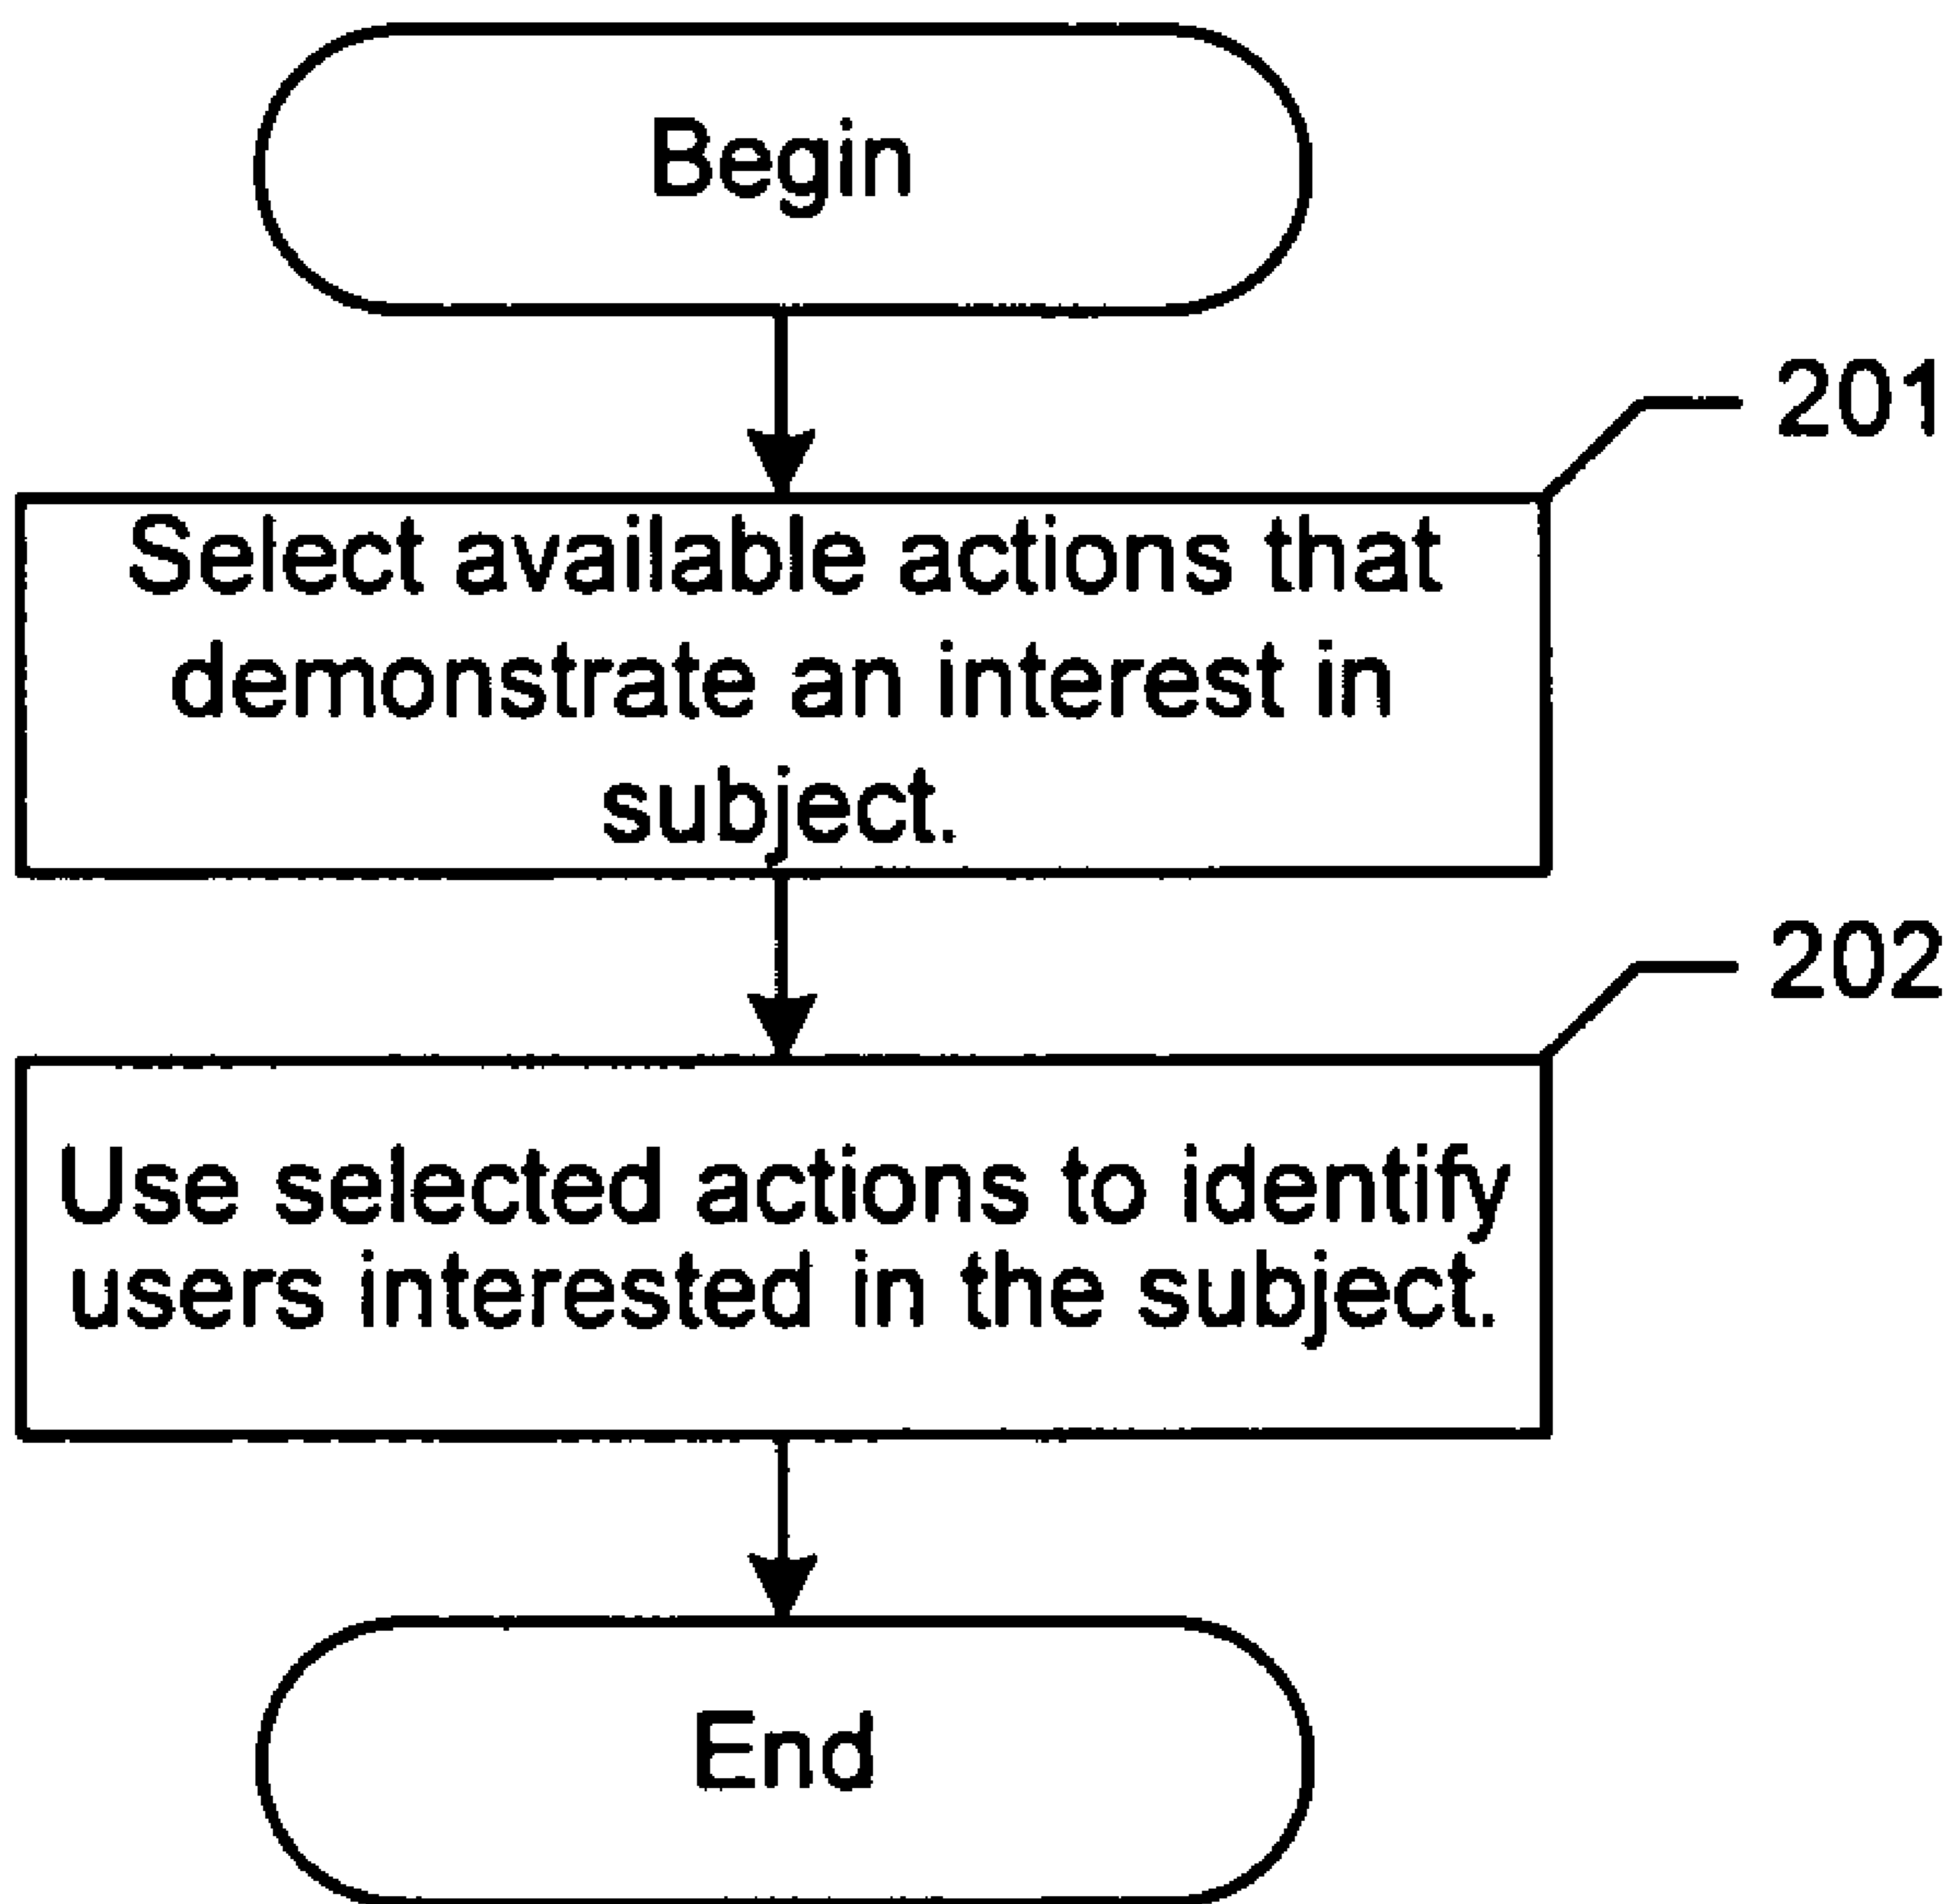 Begin
201
Select available actions that
demonstrate an interest in
subject.
202
Use selected actions to identify
users interested in the subject.
End